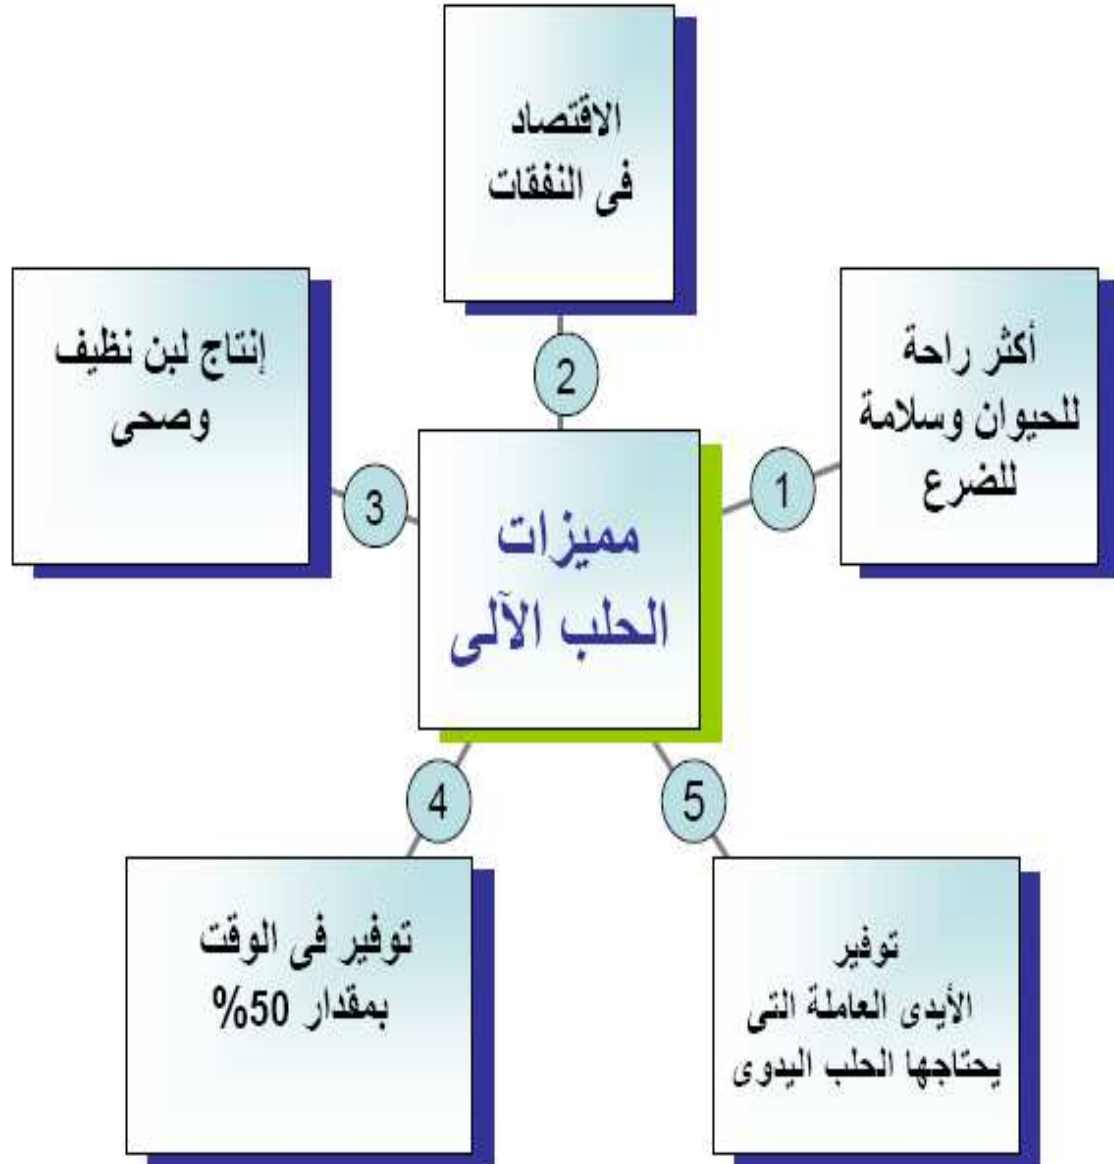 الاقتصاد
فى النفقات
أكثر راحة
للحيوان وسلامة
للضرع
إنتاج لبن نظيف
وصحى
2
1
3
مميزات
الحلب الآلى
4
5
توفير فى الوقت
بمقدار 50%
توفير
الأيدى العاملة التى
يحتاجها الحلب اليدوى